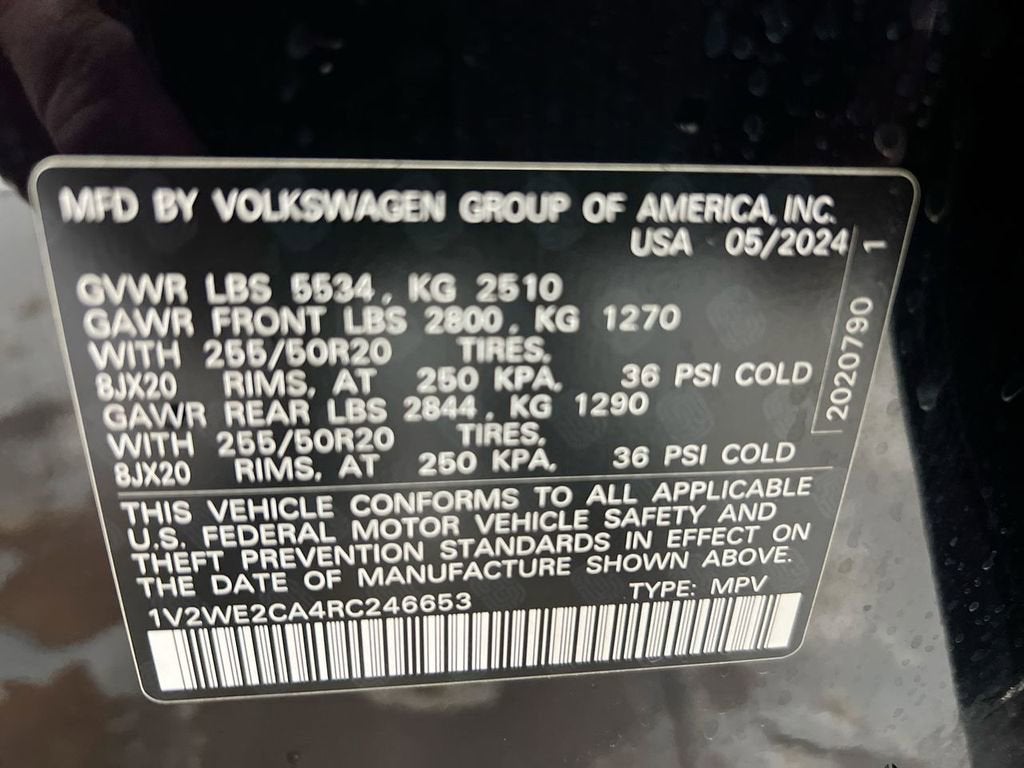 MFD BY VOLKSWAGEN GROUP OF AMERICA, INC.
USA 05/2024
GVWR LBS 5534, KG 2510
GAWR FRONT LBS 2800, KG 1270
WITH 255/50R20 TIRES,
8JX20 RIMS, AT 250 KPA, 36 PSI COLD
GAWR REAR LBS 2844, KG 1290
WITH 255/50R20 TIRES,
8JX20 RIMS, AT 250 KPA, 36 PSI COLD
2020790 1
THIS VEHICLE CONFORMS TO ALL APPLICABLE
U.S. FEDERAL MOTOR VEHICLE SAFETY AND
THEFT PREVENTION STANDARDS IN EFFECT ON
THE DATE OF MANUFACTURE SHOWN ABOVE.
1V2WE2CA4RC246653 TYPE: MPV